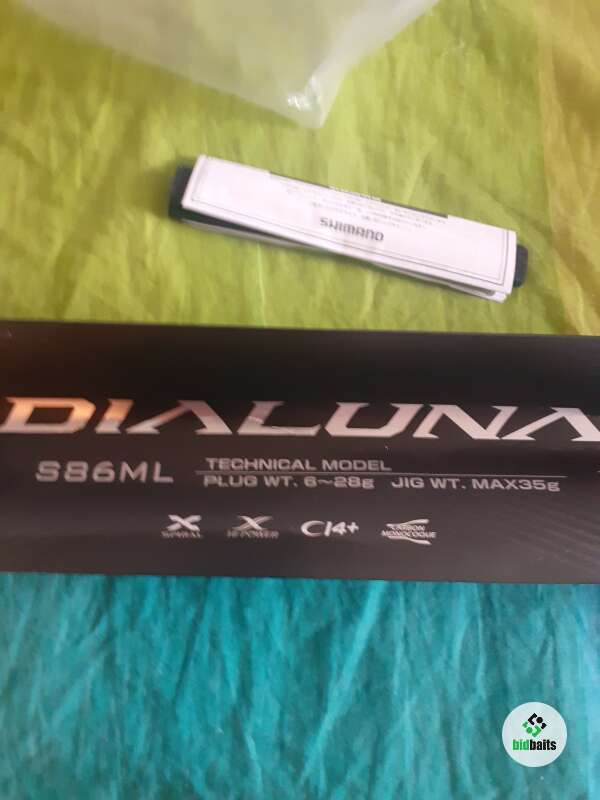 SHIMANO
DIALUNA
S86ML
TECHNICAL MODEL
PLUG WT. 6~28g JIG WT. MAX35g
X SPIRAL
X HI-POWER
CI4+
CARBON MONOCOQUE
bidbaits